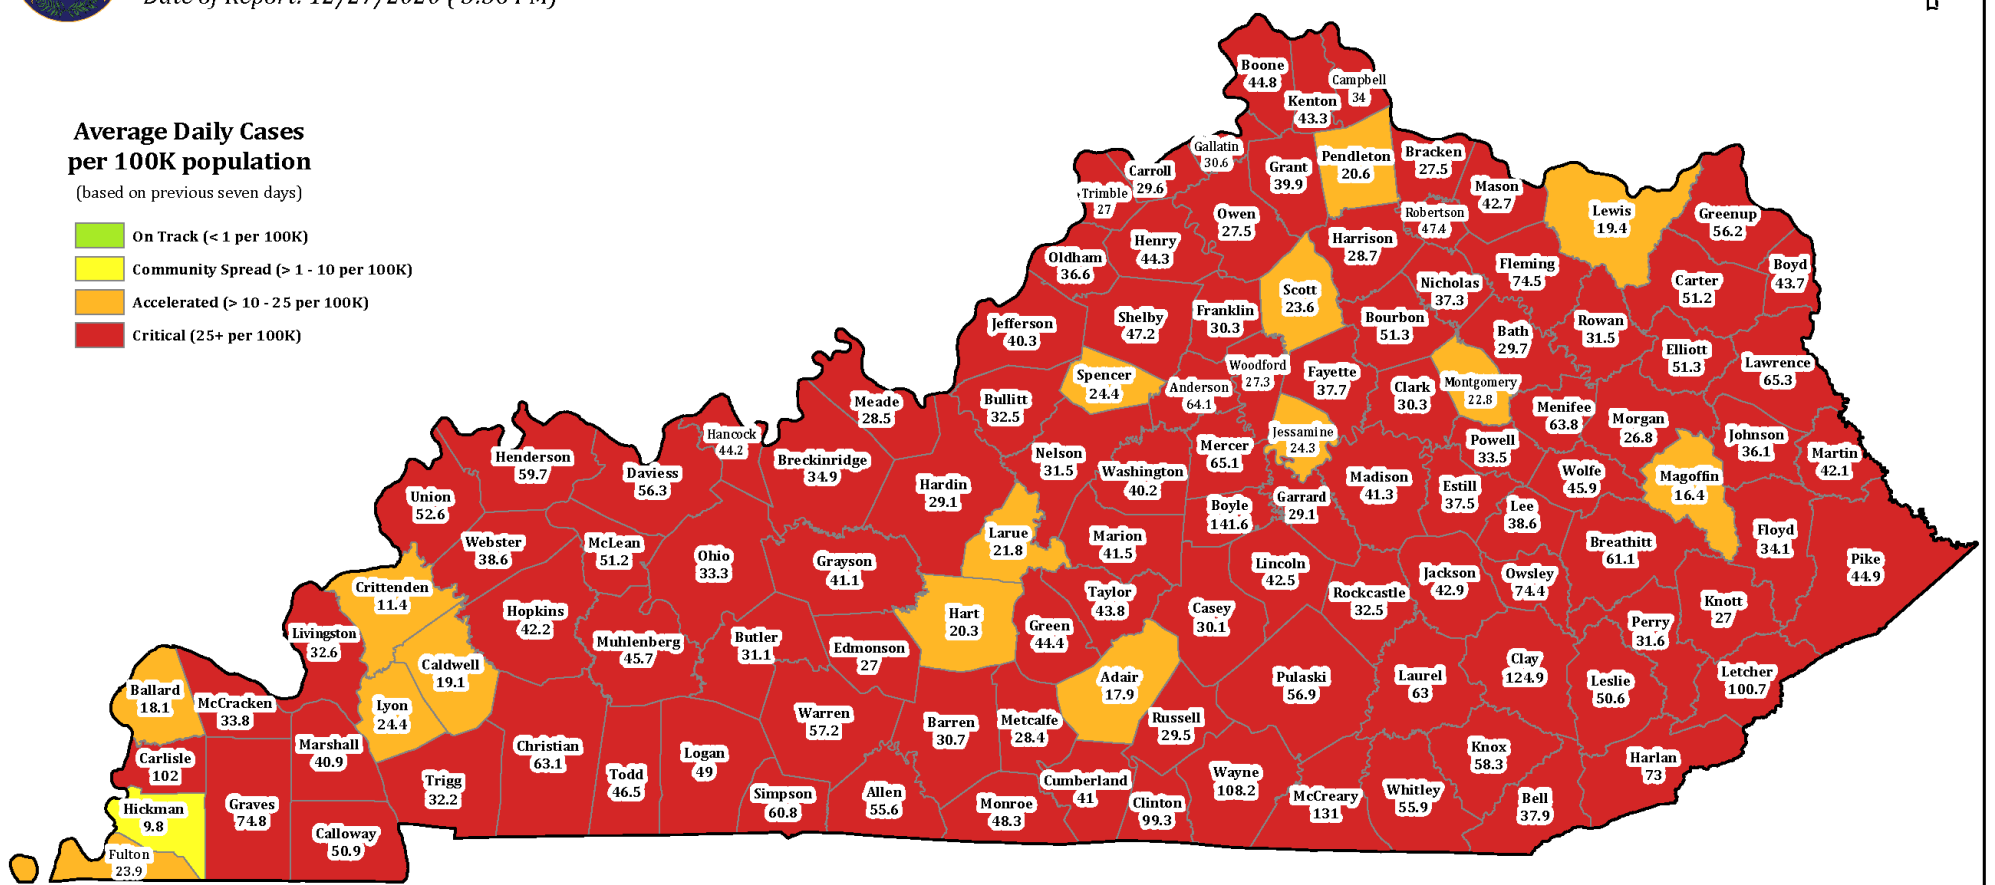 Date of Report: 12/27/2020 ( 3:30 PM)
Average Daily Cases
per 100K population
(based on previous seven days)
On Track (< 1 per 100K)
Community Spread (> 1 - 10 per 100K)
Accelerated (> 10 - 25 per 100K)
Critical (25+ per 100K)
Boone
44.8
Campbell
34
Kenton
43.3
Gallatin
30.6
Carroll
29.6
Trimble
27
Grant
39.9
Pendleton
20.6
Bracken
27.5
Mason
42.7
Robertson
47.4
Lewis
19.4
Greenup
56.2
Owen
27.5
Henry
44.3
Oldham
36.6
Harrison
28.7
Fleming
74.5
Nicholas
37.3
Carter
51.2
Boyd
43.7
Scott
23.6
Franklin
30.3
Shelby
47.2
Jefferson
40.3
Bourbon
51.3
Bath
29.7
Rowan
31.5
Elliott
51.3
Lawrence
65.3
Spencer
24.4
Anderson
64.1
Woodford
27.3
Fayette
37.7
Clark
30.3
Montgomery
22.8
Menifee
63.8
Morgan
26.8
Johnson
36.1
Martin
42.1
Meade
28.5
Bullitt
32.5
Hancock
44.2
Breckinridge
34.9
Hardin
29.1
Nelson
31.5
Washington
40.2
Mercer
65.1
Jessamine
24.3
Powell
33.5
Wolfe
45.9
Magoffin
16.4
Henderson
59.7
Daviess
56.3
Union
52.6
Boyle
141.6
Garrard
29.1
Madison
41.3
Estill
37.5
Lee
38.6
Breathitt
61.1
Floyd
34.1
Pike
44.9
Webster
38.6
McLean
51.2
Ohio
33.3
Grayson
41.1
Larue
21.8
Marion
41.5
Lincoln
42.5
Rockcastle
32.5
Jackson
42.9
Owsley
74.4
Crittenden
11.4
Hopkins
42.2
Hart
20.3
Taylor
43.8
Green
44.4
Casey
30.1
Perry
31.6
Knott
27
Livingston
32.6
Muhlenberg
45.7
Butler
31.1
Edmonson
27
Caldwell
19.1
Adair
17.9
Pulaski
56.9
Laurel
63
Clay
124.9
Leslie
50.6
Letcher
100.7
Ballard
18.1
McCracken
33.8
Lyon
24.4
Warren
57.2
Barren
30.7
Metcalfe
28.4
Russell
29.5
Carlisle
102
Marshall
40.9
Christian
63.1
Logan
49
Knox
58.3
Harlan
73
Trigg
32.2
Todd
46.5
Simpson
60.8
Allen
55.6
Monroe
48.3
Cumberland
41
Clinton
99.3
Wayne
108.2
McCreary
131
Whitley
55.9
Bell
37.9
Hickman
9.8
Graves
74.8
Calloway
50.9
Fulton
23.9